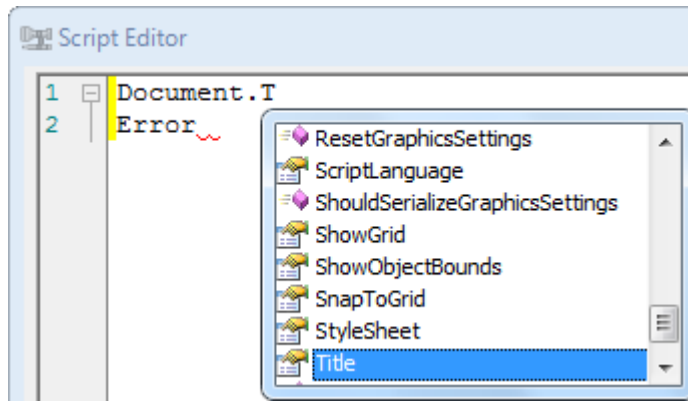 Script Editor
1 Document.T
2 Error
ResetGraphicsSettings
ScriptLanguage
ShouldSerializeGraphicsSettings
ShowGrid
ShowObjectBounds
SnapToGrid
StyleSheet
Title